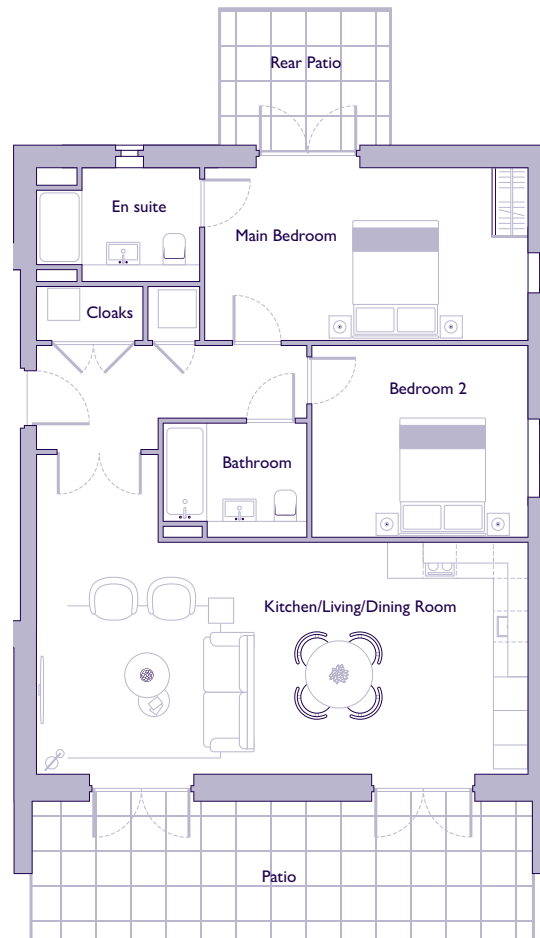 Rear Patio
En suite
Main Bedroom
Cloaks
Bedroom 2
Bathroom
Kitchen/Living/Dining Room
Patio